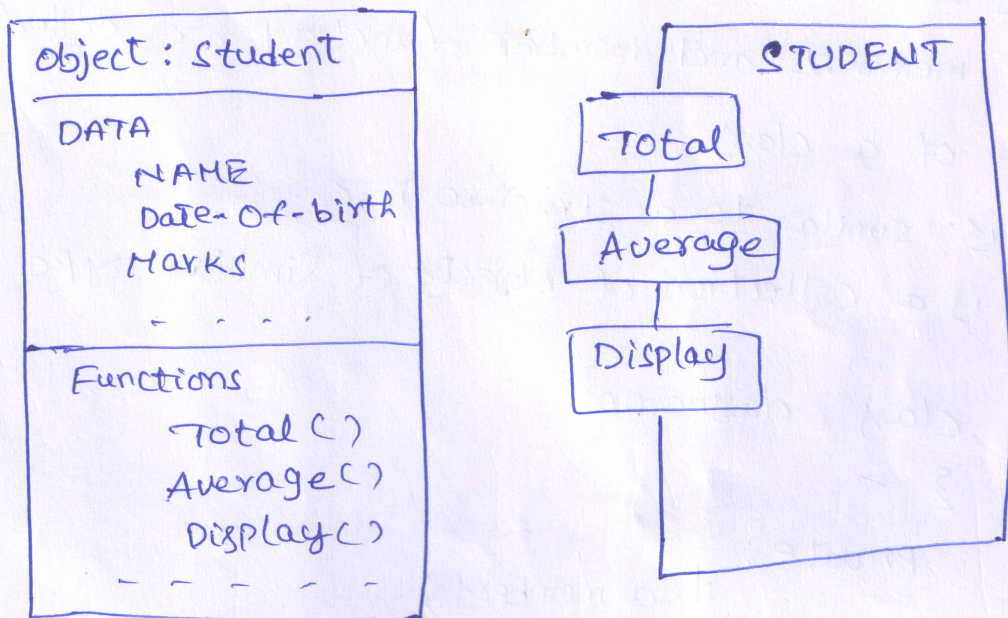 Object : Student
DATA
NAME
Date-Of-birth
Marks
- - - -
Functions
Total ( )
Average ( )
Display ( )
- - - - -
STUDENT
Total
Average
Display